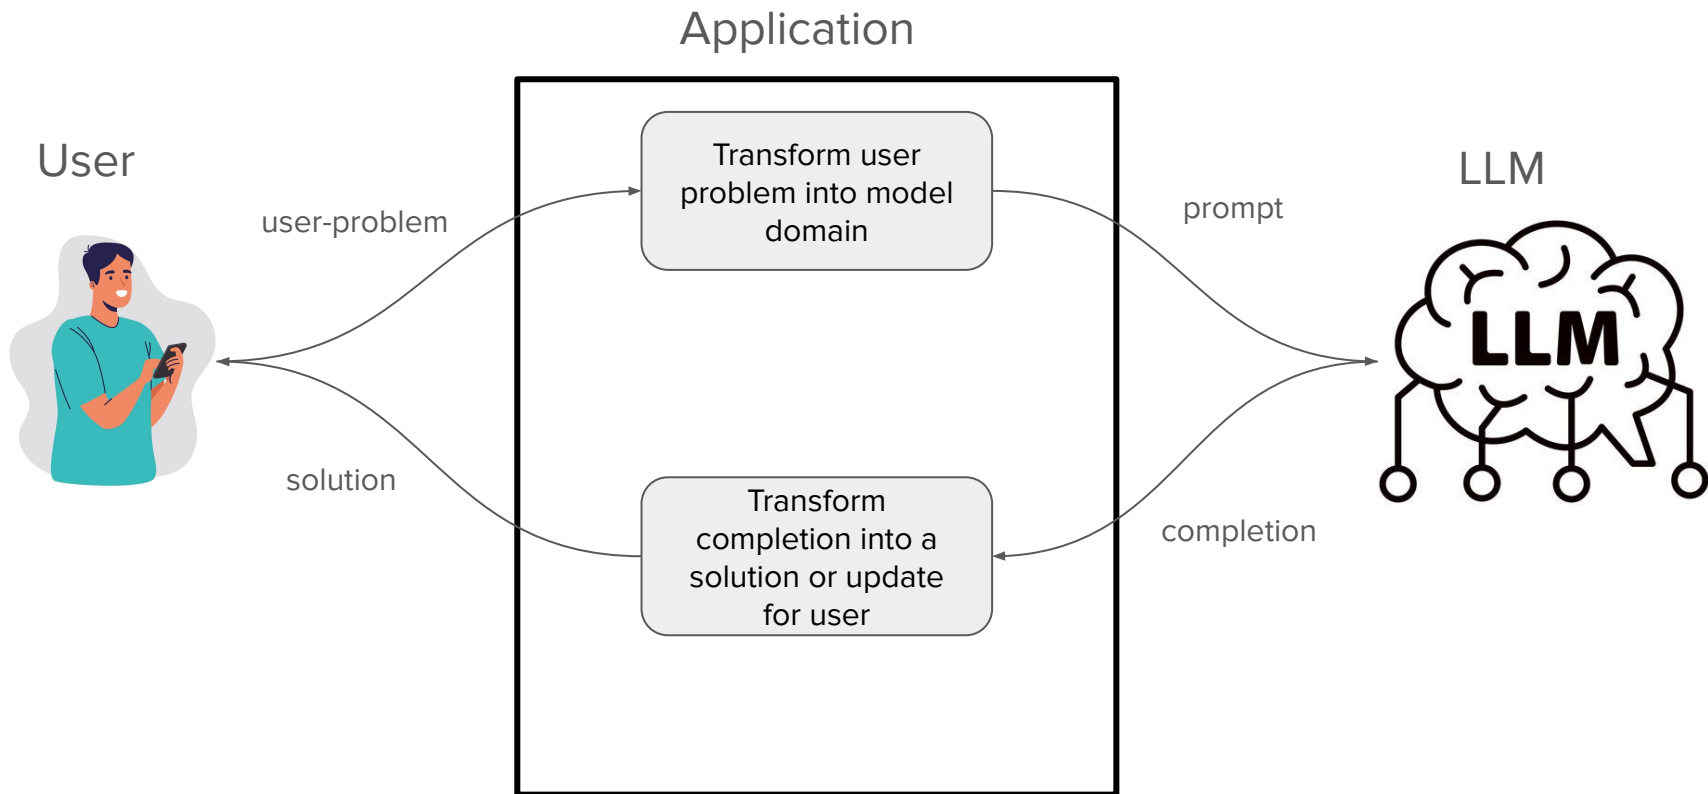 Application
User
LLM
user-problem
Transform user
problem into model
domain
prompt
LLM
solution
Transform
completion into a
solution or update
for user
completion